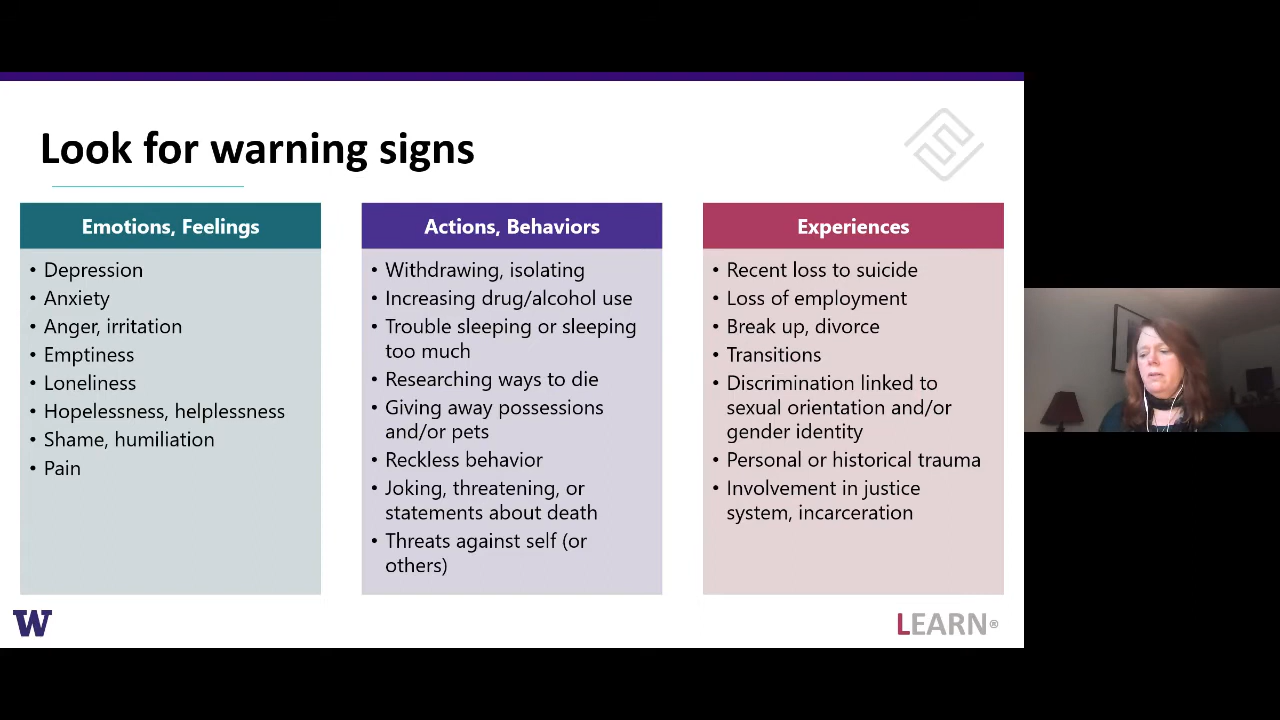 Look for warning signs
Emotions, Feelings
• Depression
• Anxiety
• Anger, irritation
• Emptiness
• Loneliness
• Hopelessness, helplessness
• Shame, humiliation
• Pain
Actions, Behaviors
• Withdrawing, isolating
• Increasing drug/alcohol use
• Trouble sleeping or sleeping
too much
• Researching ways to die
• Giving away possessions
and/or pets
• Reckless behavior
• Joking, threatening, or
statements about death
• Threats against self (or
others)
Experiences
• Recent loss to suicide
• Loss of employment
• Break up, divorce
• Transitions
• Discrimination linked to
sexual orientation and/or
gender identity
• Personal or historical trauma
• Involvement in justice
system, incarceration
W
LEARN®